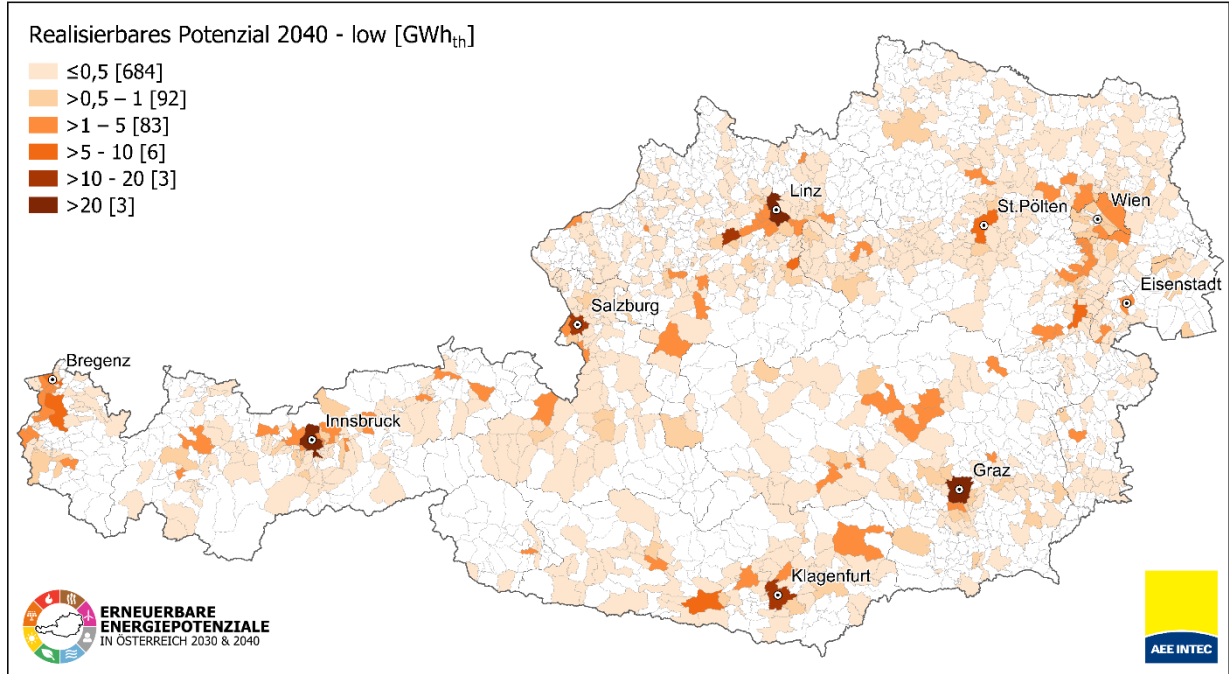 Realisierbares Potenzial 2040 - low [GWhth]
≤0,5 [684]
>0,5 – 1 [92]
>1 – 5 [83]
>5 - 10 [6]
>10 - 20 [3]
>20 [3]
Linz
St.Pölten
Wien
Eisenstadt
Salzburg
Bregenz
Innsbruck
Graz
Klagenfurt
ERNEUERBARE
ENERGIEPOTENZIALE
IN ÖSTERREICH 2030 & 2040
AEE INTEC